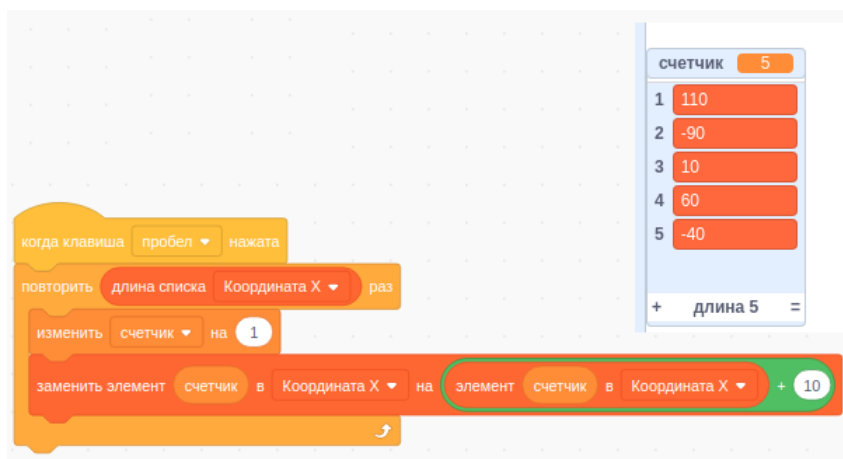 счетчик 5
1 110
2 -90
3 10
4 60
5 -40
+ длина 5 =
когда клавиша пробел нажата
повторить длина списка Координата X раз
изменить счетчик на 1
заменить элемент счетчик в Координата X на элемент счетчик в Координата X + 10